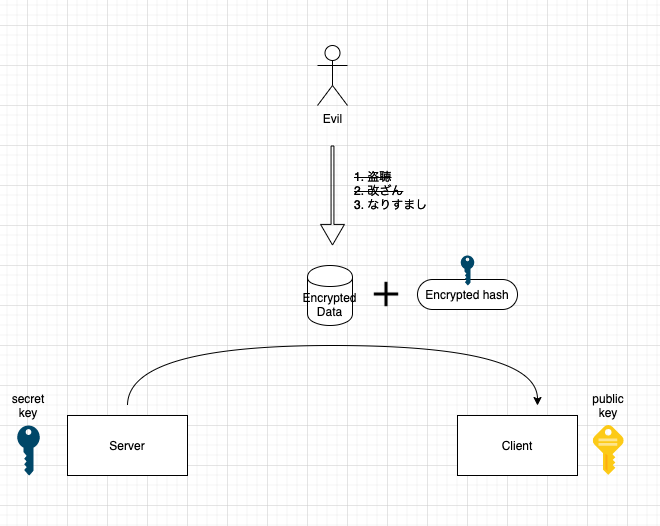 Evil
1. 盗聴
2. 改ざん
3. なりすまし
Encrypted
Data
Encrypted hash
secret
key
Server
Client
public
key